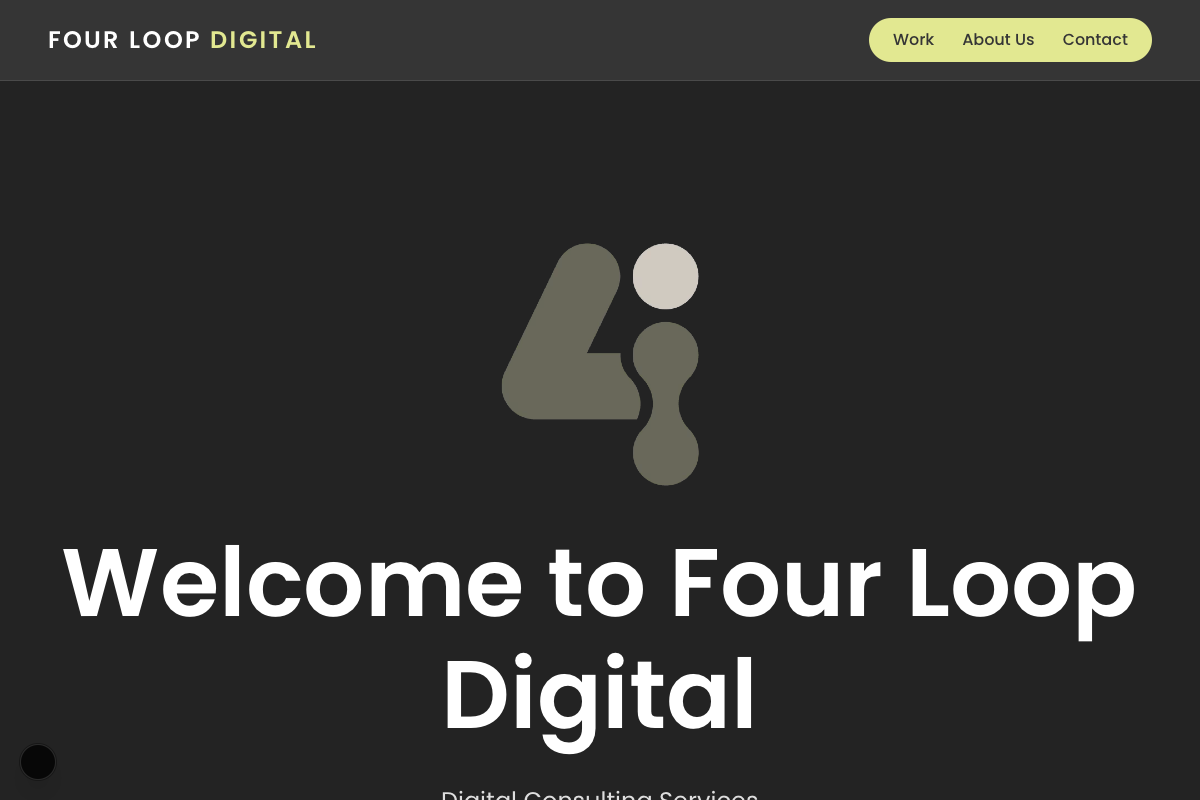 FOUR LOOP DIGITAL
Work About Us Contact
Welcome to Four Loop
Digital
Digital Consulting Services